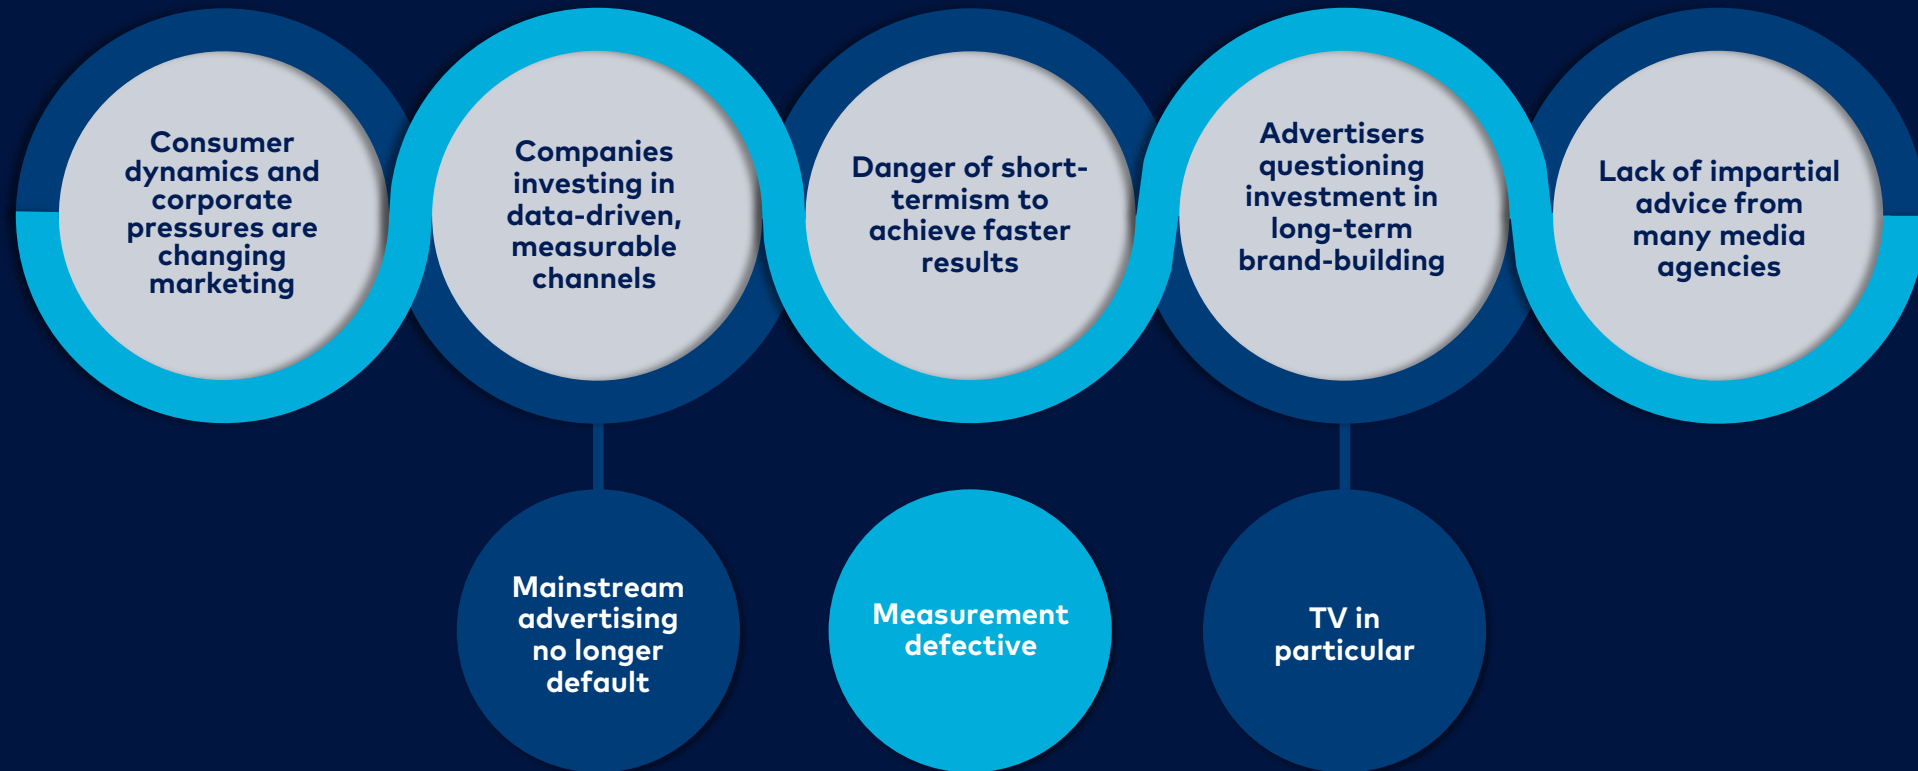 Consumer
dynamics and
corporate
pressures are
changing
marketing
Companies
investing in
data-driven,
measurable
channels
Danger of short-
termism to
achieve faster
results
Advertisers
questioning
investment in
long-term
brand-building
Lack of impartial
advice from
many media
agencies
Mainstream
advertising
no longer
default
Measurement
defective
TV in
particular